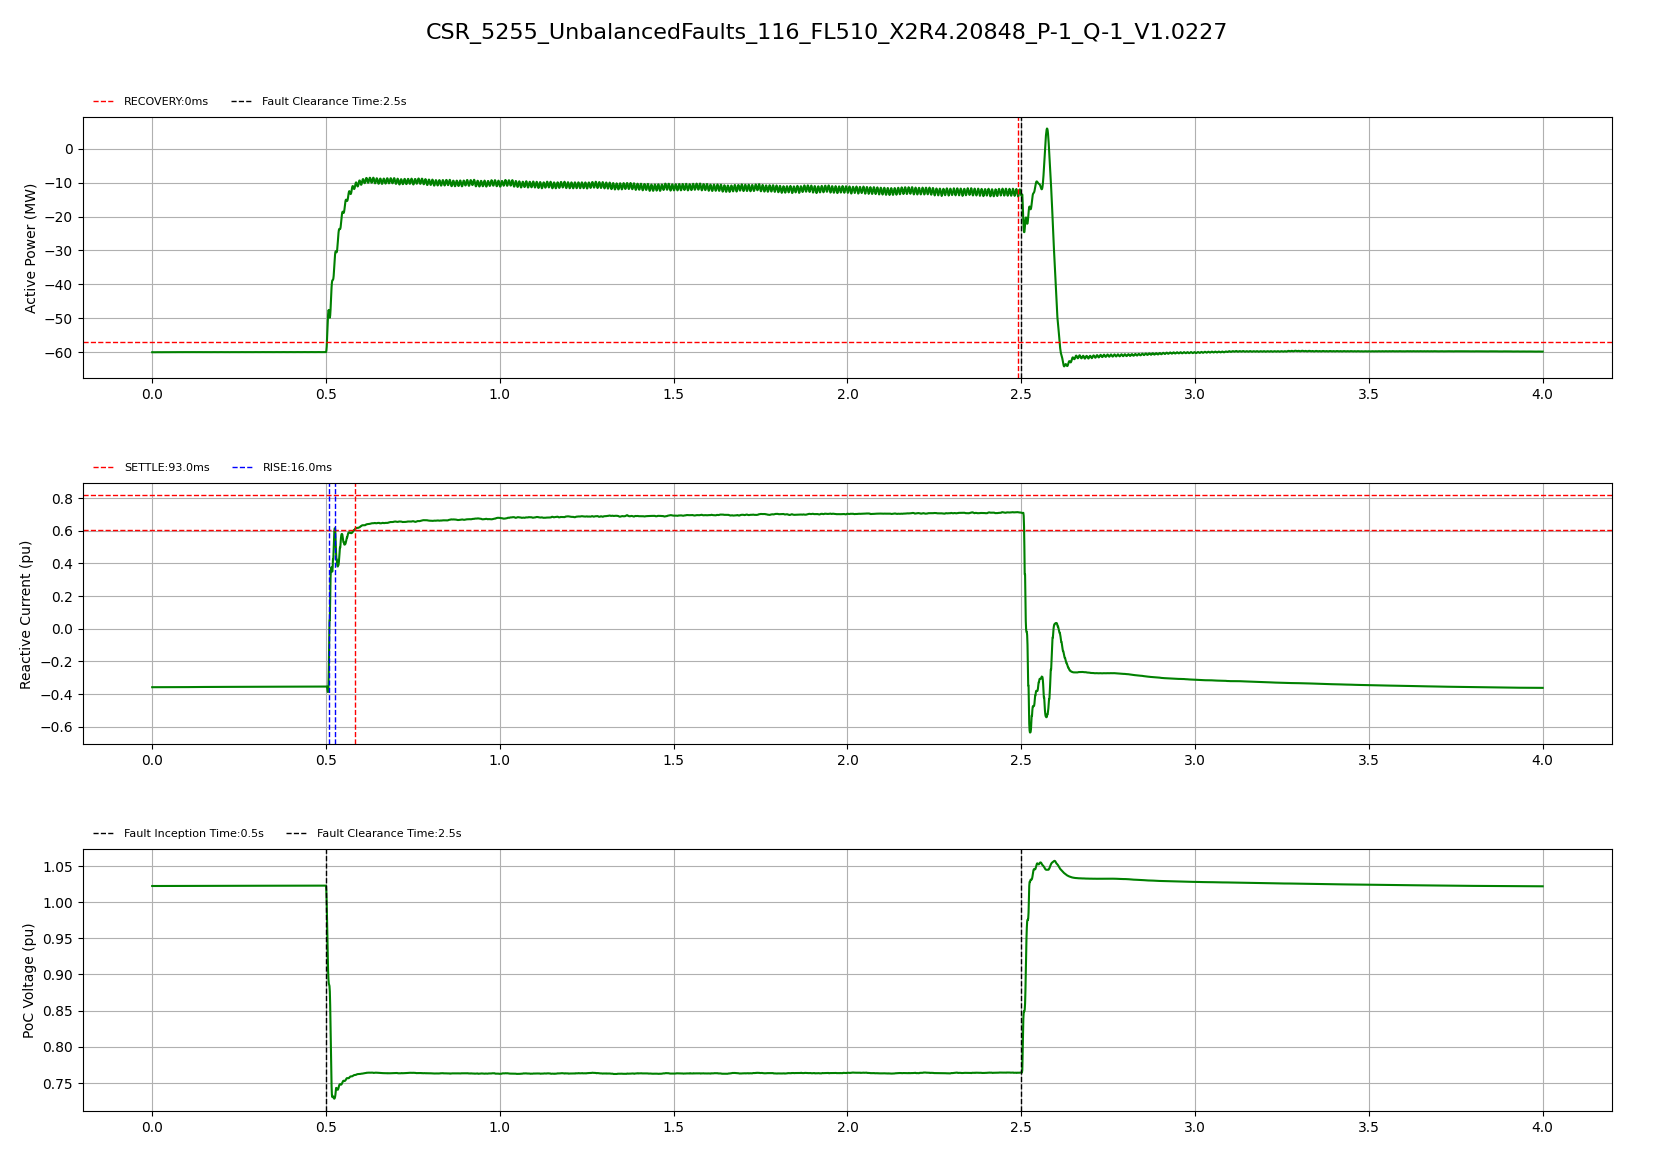 CSR_5255_UnbalancedFaults_116_FL510_X2R4.20848_P-1_Q-1_V1.0227
RECOVERY:0ms Fault Clearance Time:2.5s
Active Power (MW)
0
−10
−20
−30
−40
−50
−60
0.0 0.5 1.0 1.5 2.0 2.5 3.0 3.5 4.0
SETTLE:93.0ms RISE:16.0ms
Reactive Current (pu)
0.8
0.6
0.4
0.2
0.0
−0.2
−0.4
−0.6
0.0 0.5 1.0 1.5 2.0 2.5 3.0 3.5 4.0
Fault Inception Time:0.5s Fault Clearance Time:2.5s
PoC Voltage (pu)
1.05
1.00
0.95
0.90
0.85
0.80
0.75
0.0 0.5 1.0 1.5 2.0 2.5 3.0 3.5 4.0